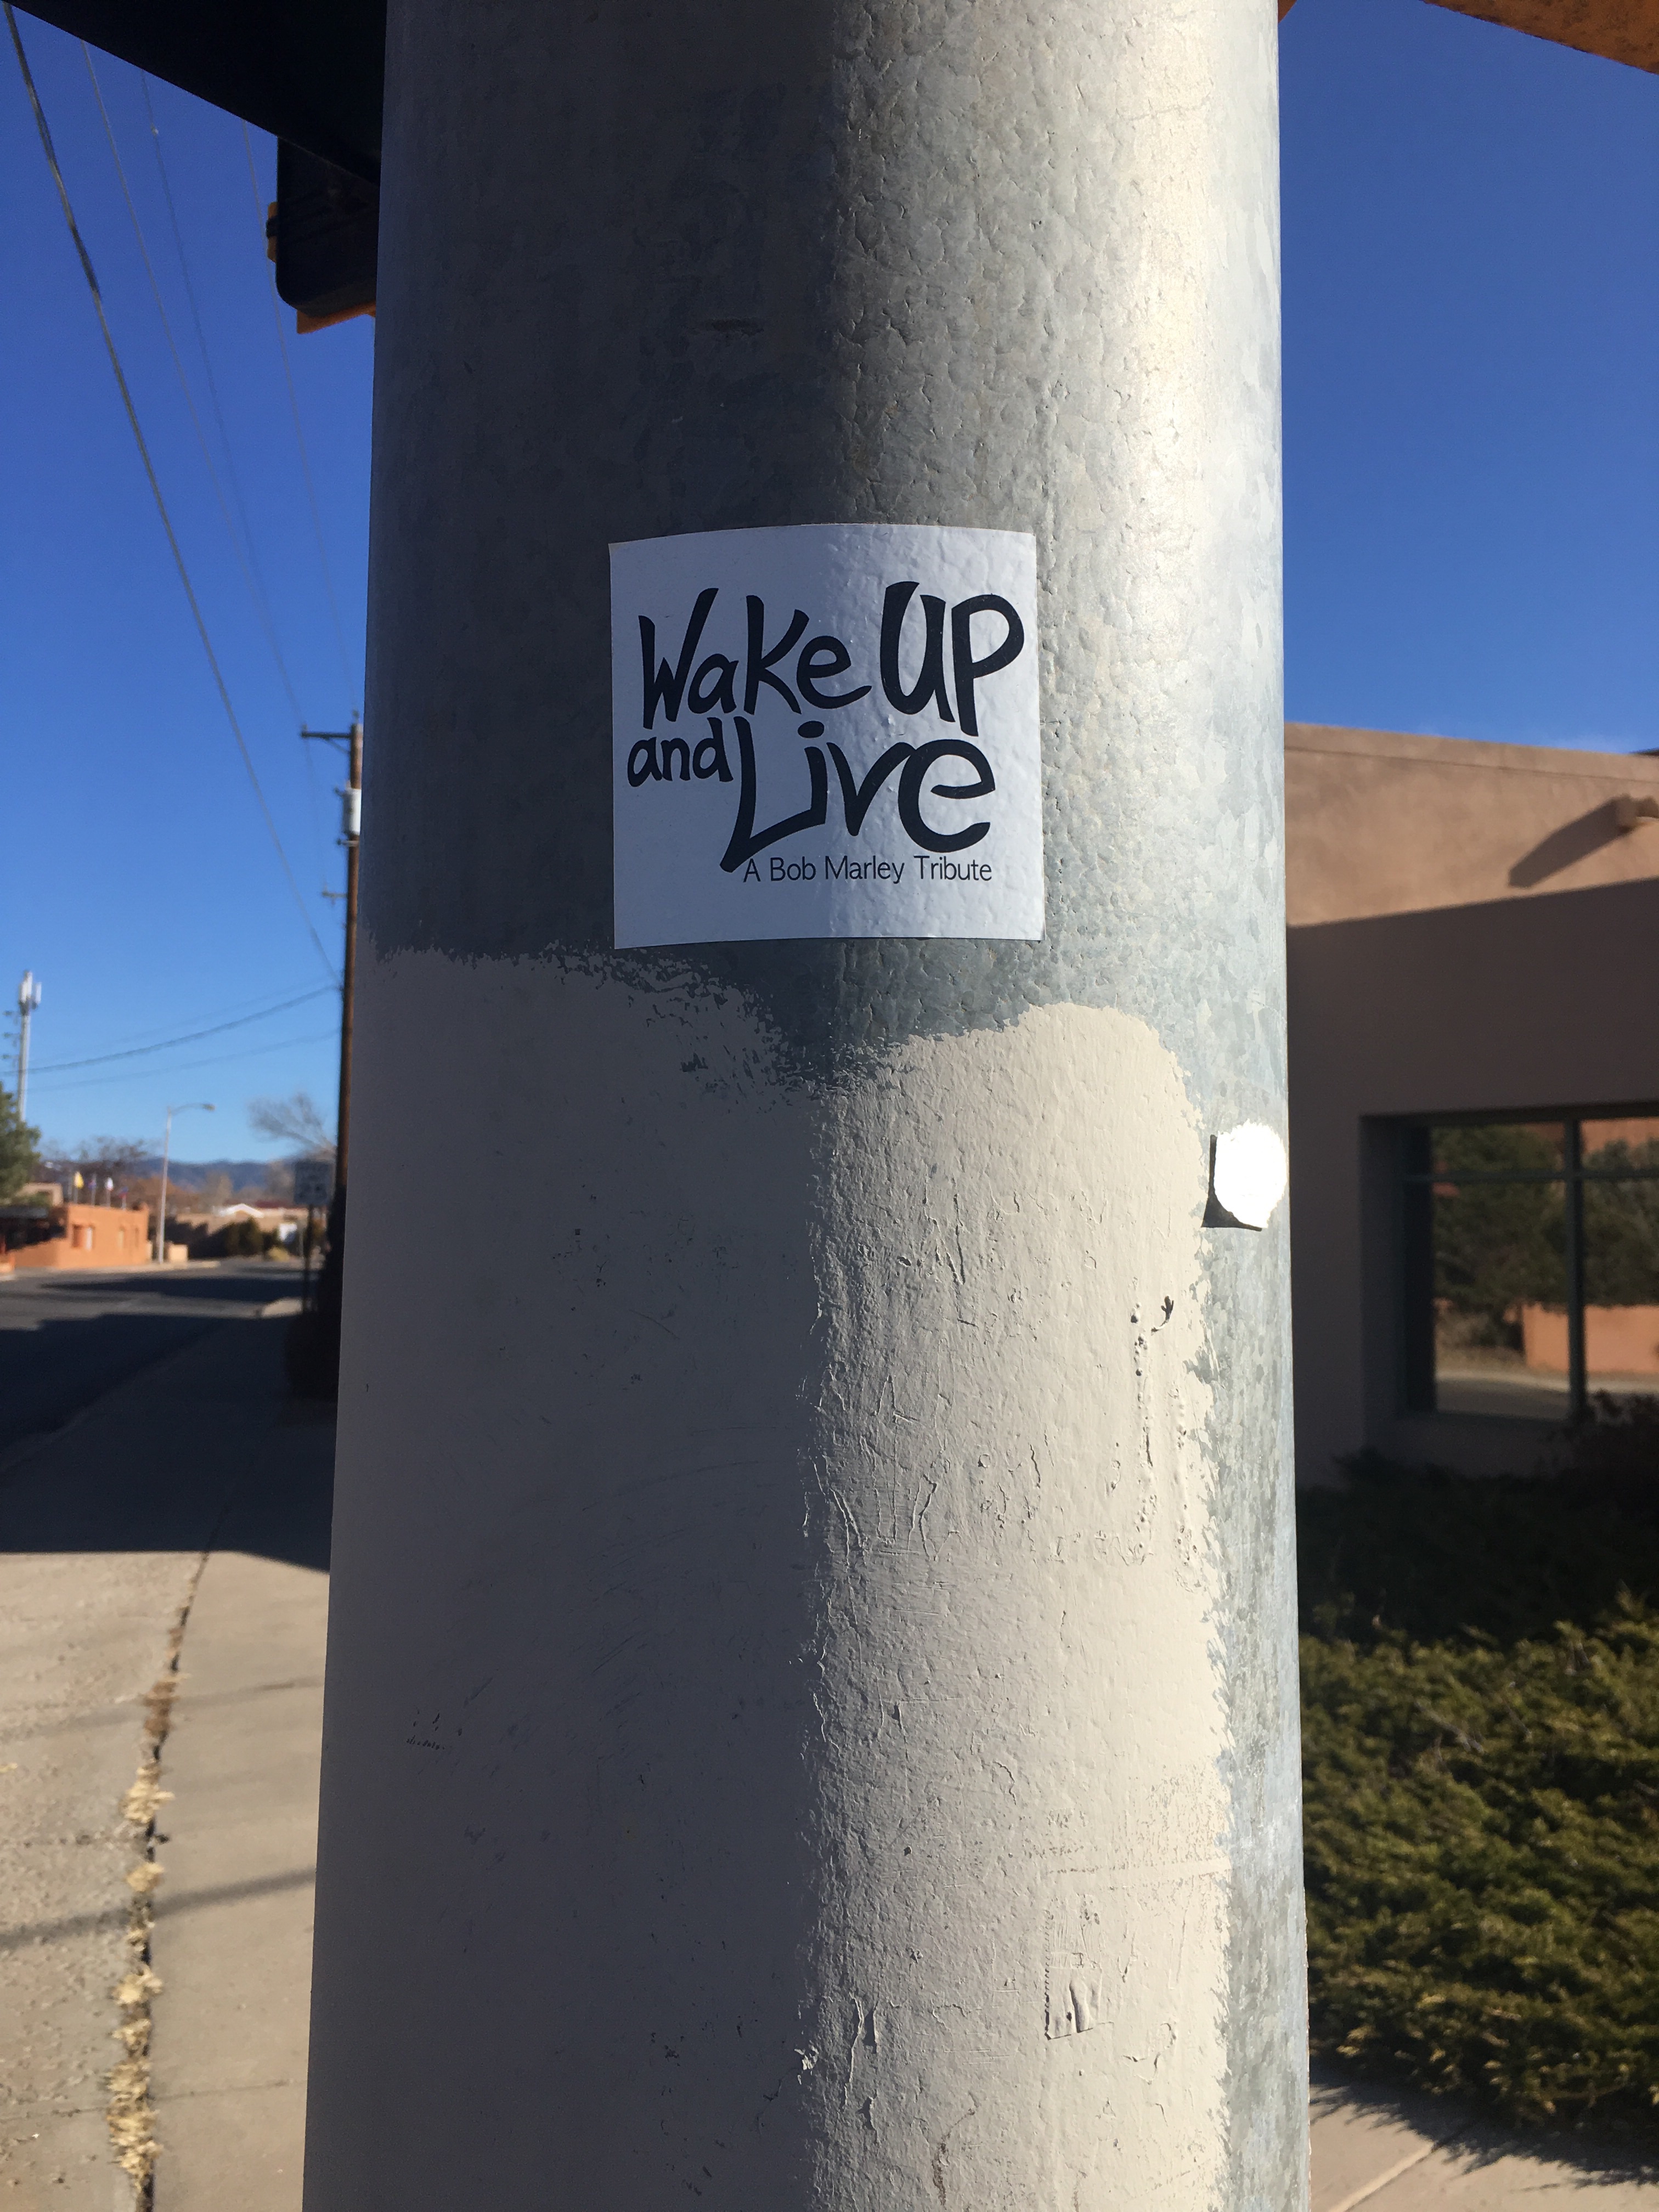 Wake UP
and Live
A Bob Marley Tribute